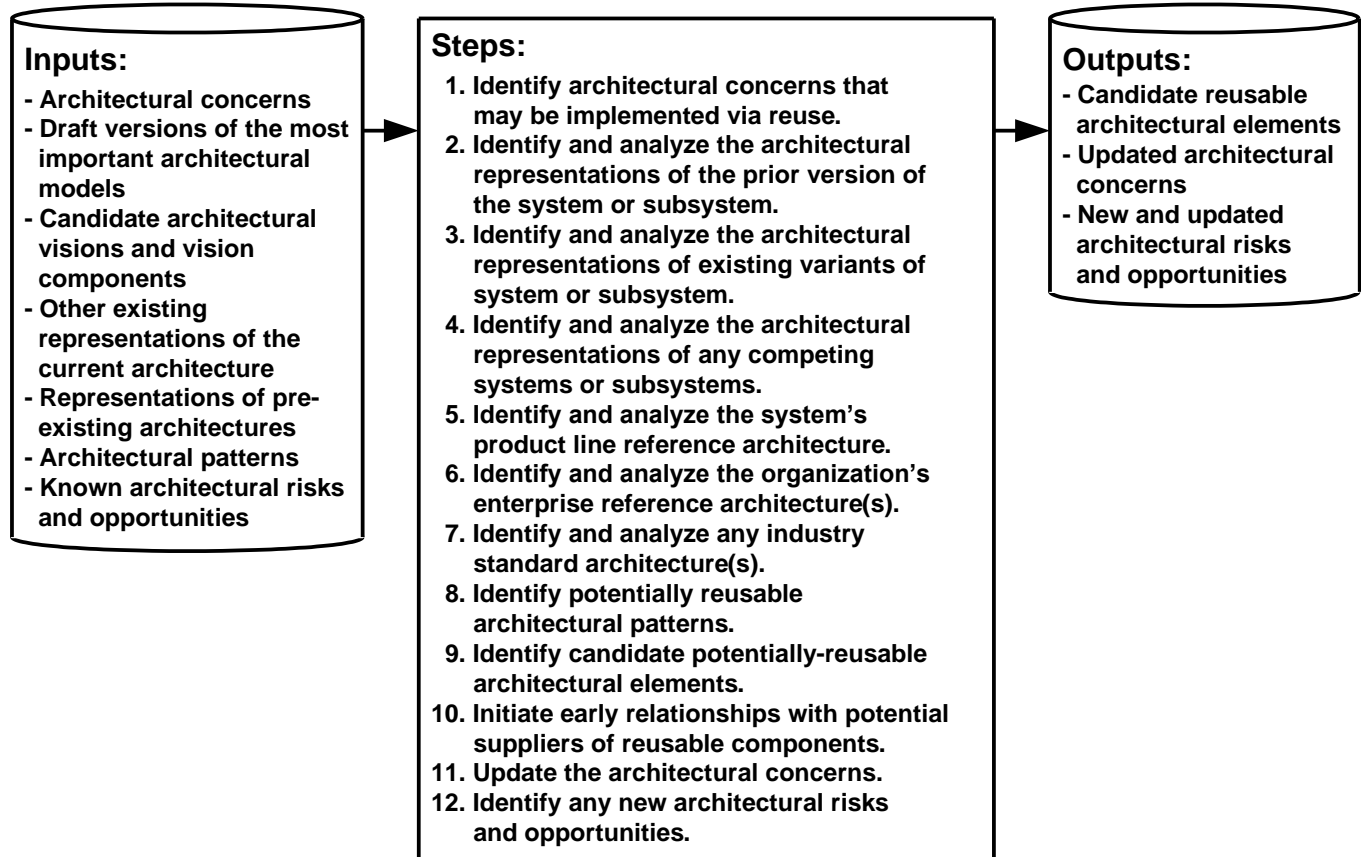 Inputs:
- Architectural concerns
- Draft versions of the most
important architectural
models
- Candidate architectural
visions and vision
components
- Other existing
representations of the
current architecture
- Representations of pre-
existing architectures
- Architectural patterns
- Known architectural risks
and opportunities
Steps:
1. Identify architectural concerns that
may be implemented via reuse.
2. Identify and analyze the architectural
representations of the prior version of
the system or subsystem.
3. Identify and analyze the architectural
representations of existing variants of
system or subsystem.
4. Identify and analyze the architectural
representations of any competing
systems or subsystems.
5. Identify and analyze the system’s
product line reference architecture.
6. Identify and analyze the organization’s
enterprise reference architecture(s).
7. Identify and analyze any industry
standard architecture(s).
8. Identify potentially reusable
architectural patterns.
9. Identify candidate potentially-reusable
architectural elements.
10. Initiate early relationships with potential
suppliers of reusable components.
11. Update the architectural concerns.
12. Identify any new architectural risks
and opportunities.
Outputs:
- Candidate reusable
architectural elements
- Updated architectural
concerns
- New and updated
architectural risks
and opportunities